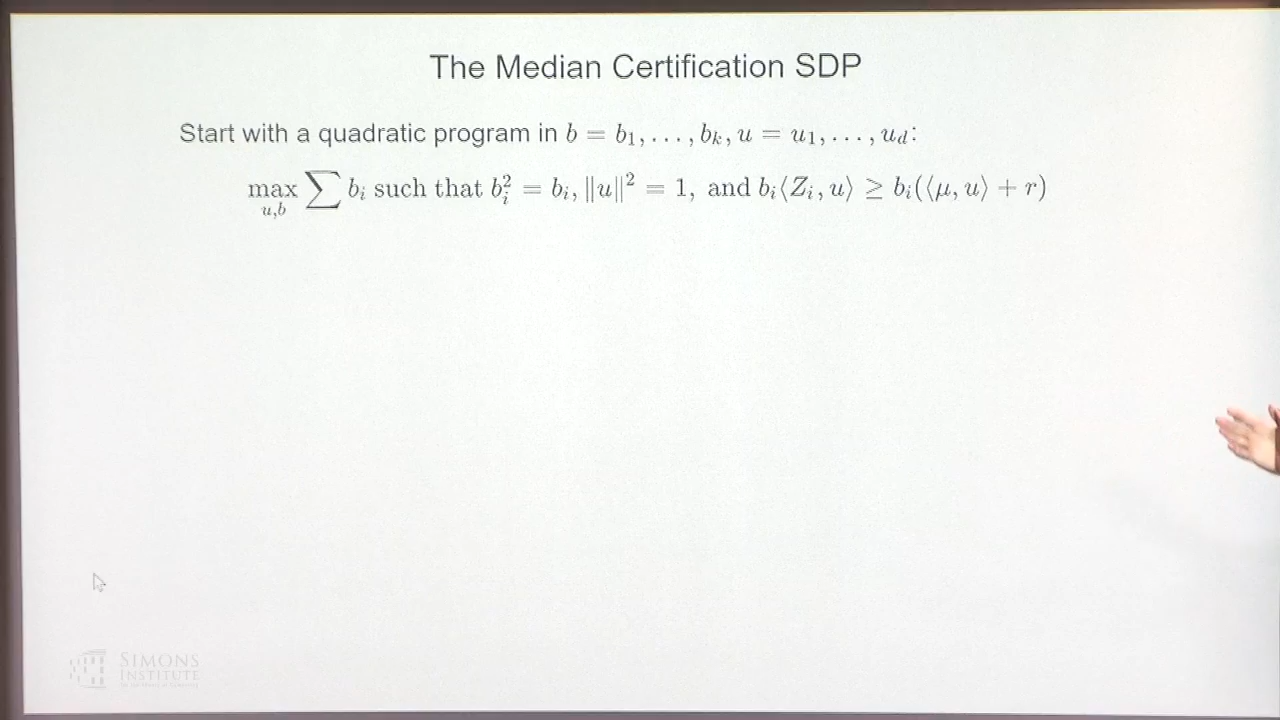 The Median Certification SDP
Start with a quadratic program in b = b₁, . . . , bₖ, u = u₁, . . . , u_d:
max_{u,b} ∑ bᵢ such that bᵢ² = bᵢ, ‖u‖² = 1, and bᵢ⟨Zᵢ, u⟩ ≥ bᵢ(⟨μ, u⟩ + r)
SIMONS
INSTITUTE